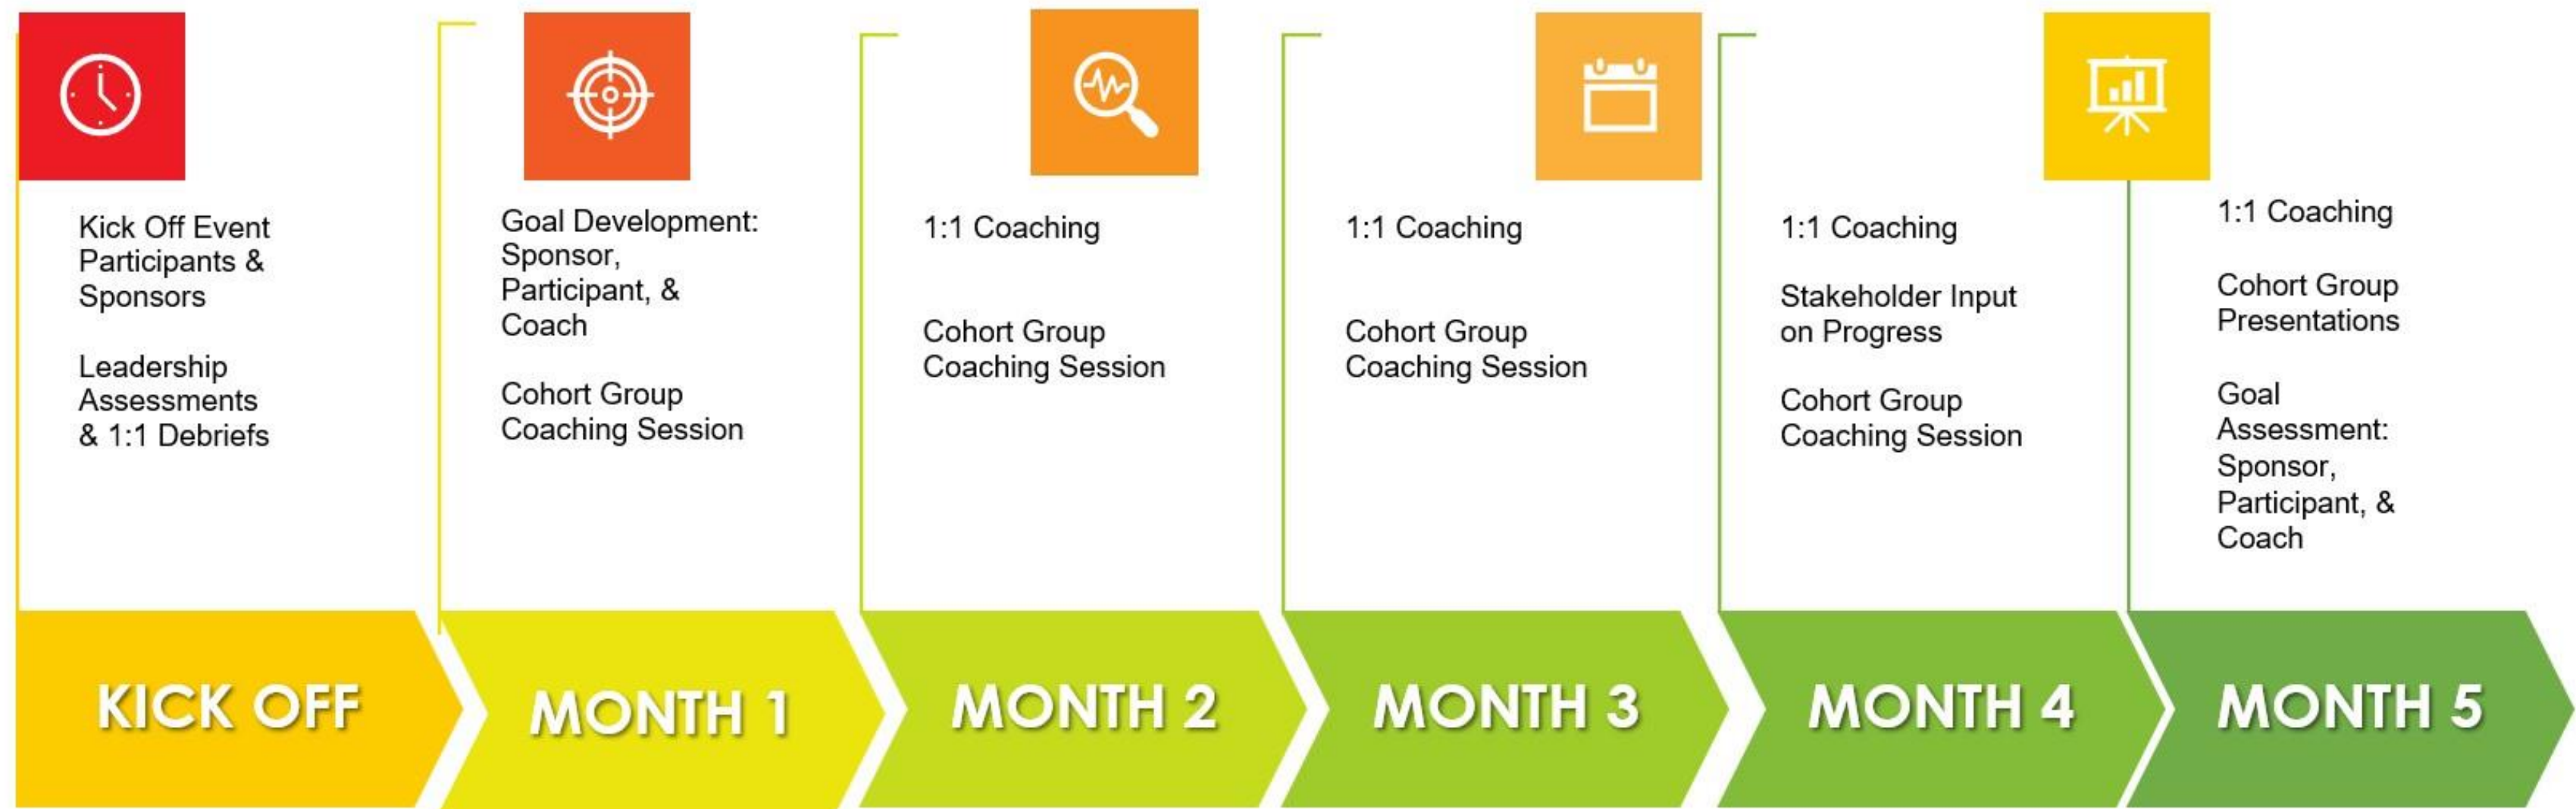 Kick Off Event
Participants &
Sponsors
Leadership
Assessments
& 1:1 Debriefs
Goal Development:
Sponsor,
Participant, &
Coach
Cohort Group
Coaching Session
1:1 Coaching
Cohort Group
Coaching Session
1:1 Coaching
Cohort Group
Coaching Session
1:1 Coaching
Stakeholder Input
on Progress
Cohort Group
Coaching Session
1:1 Coaching
Cohort Group
Presentations
Goal
Assessment:
Sponsor,
Participant, &
Coach
KICK OFF
MONTH 1
MONTH 2
MONTH 3
MONTH 4
MONTH 5